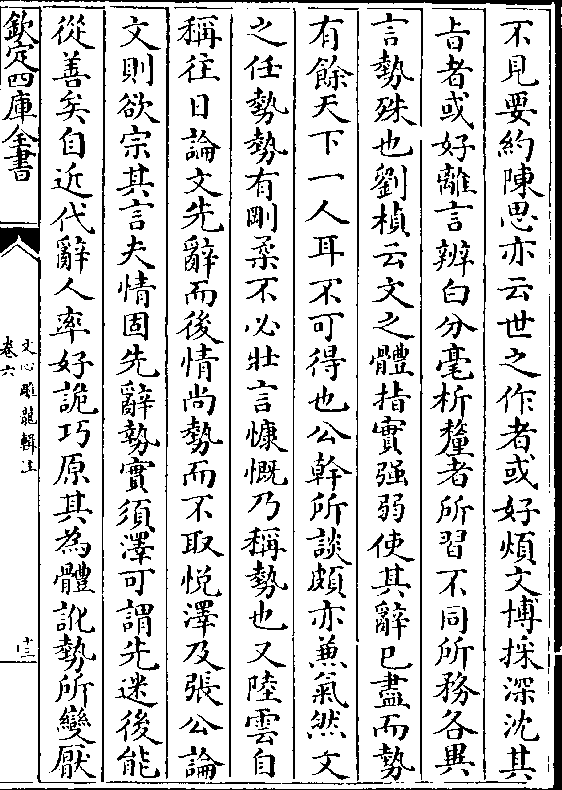 不見要約陳思亦云世之作者或好煩文博採深沈其
㫖者或好離言辨白分毫析釐者所習不同所務各異
言勢殊也劉楨云文之體指實强弱使其辭已盡而勢
有餘天下一人耳不可得也公幹所談頗亦兼氣然文
之任勢勢有剛柔不必壯言慷慨乃稱勢也又陸雲自
稱往日論文先辭而後情尚勢而不取悅澤及張公論
文則欲宗其言夫情固先辭勢實須澤可謂先迷後能
從善矣自近代辭人率好詭巧原其為體訛勢所變厭
欽定四庫全書
文心雕龍輯注
卷六
十三